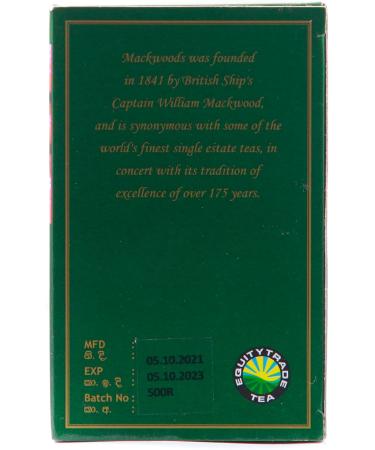 Mackwoods was founded
in 1841 by British Ship's
Captain William Mackwood,
and is synonymous with some of the
world's finest single estate teas, in
concert with its tradition of
excellence of over 175 years.
MFD
නි. දි. : 05.10.2021
EXP
කා. ඉ. දි. : 05.10.2023
Batch No : 500R
කා. අ. :
EQUITYTRADE
TEA